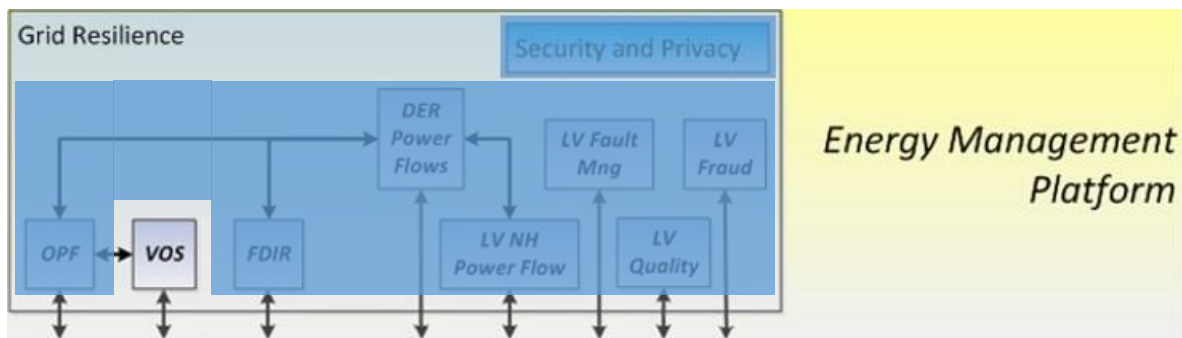 Grid Resilience
Security and Privacy
DER
Power
Flows
LV Fault
Mng
LV
Fraud
Energy Management
Platform
OPF
VOS
FDIR
LV NH
Power Flow
LV
Quality